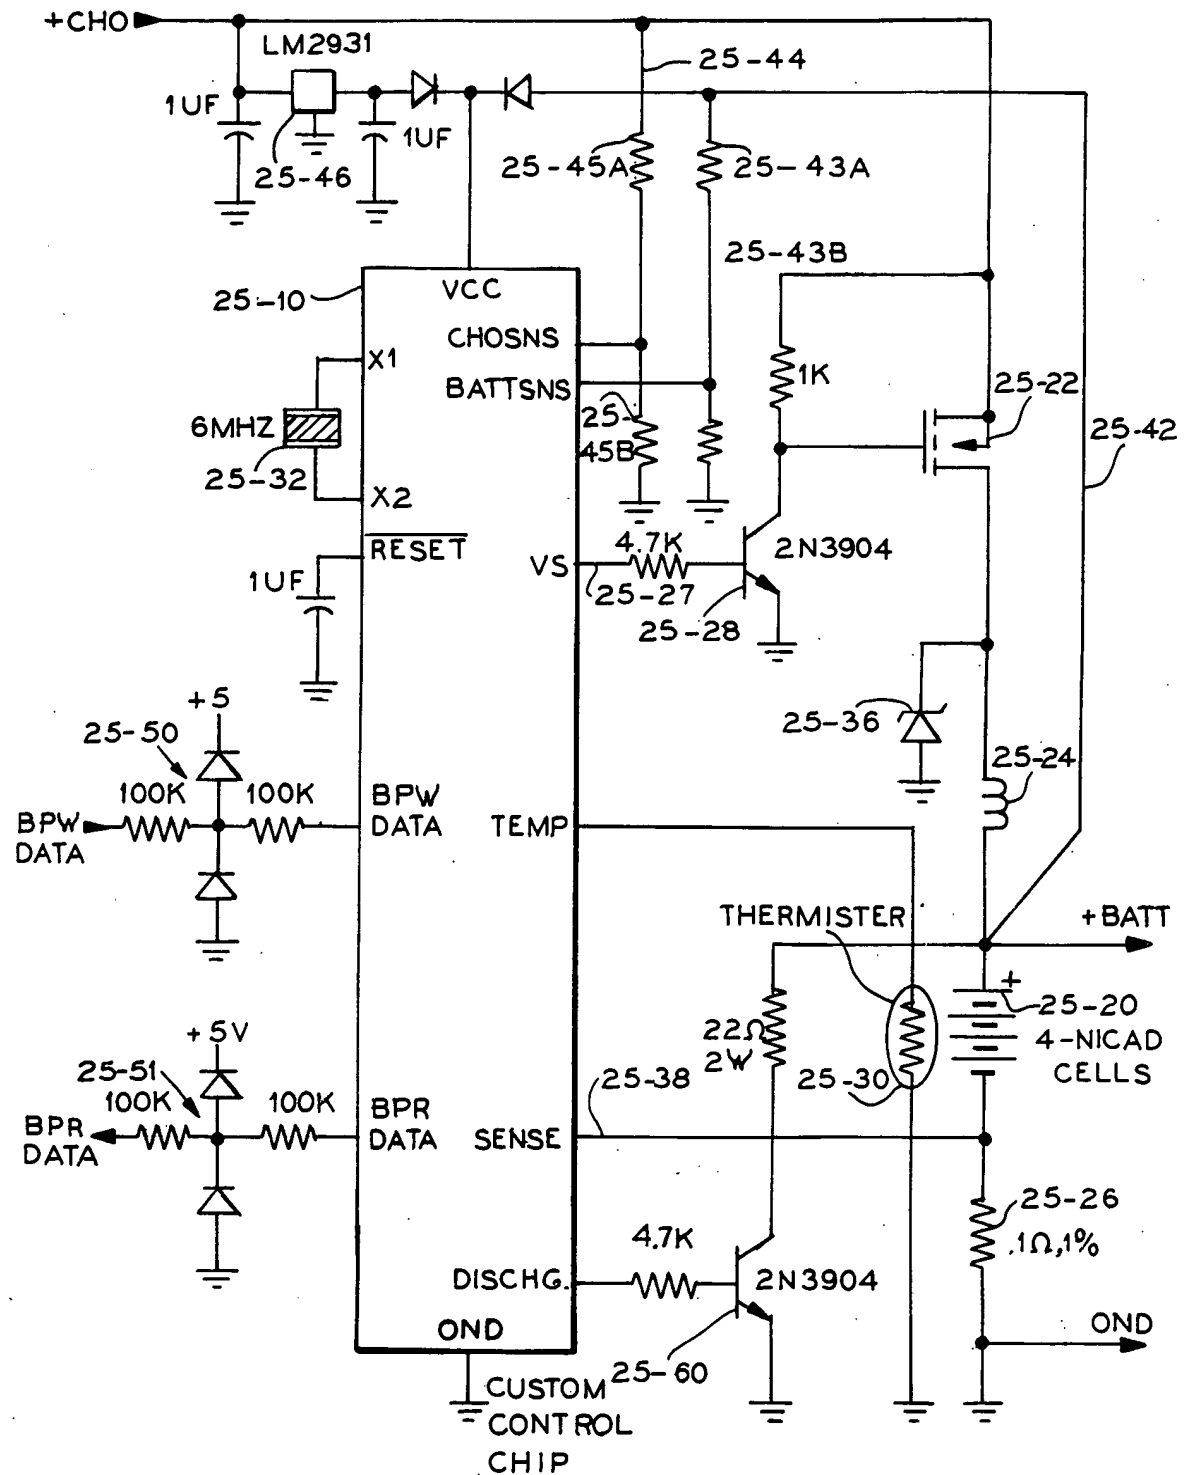 +CHO
LM2931
25-44
1UF
1UF
25-46
25-45A
25-43A
25-43B
25-10
VCC
CHOSNS
X1
BATTSNS
1K
25-22
6MHZ
25-
45B
25-42
25-32
X2
RESET
4.7K
2N3904
VS
1UF
25-27
25-28
+5
25-50
25-36
25-24
100K
100K
BPW
DATA
BPW
DATA
TEMP
THERMISTER
+BATT
+
25-20
4-NICAD
CELLS
22Ω
2W
+5V
25-51
25-38
25-30
100K
100K
BPR
DATA
BPR
DATA
SENSE
25-26
.1Ω,1%
4.7K
DISCHG.
2N3904
OND
OND
25-60
CUSTOM
CONTROL
CHIP